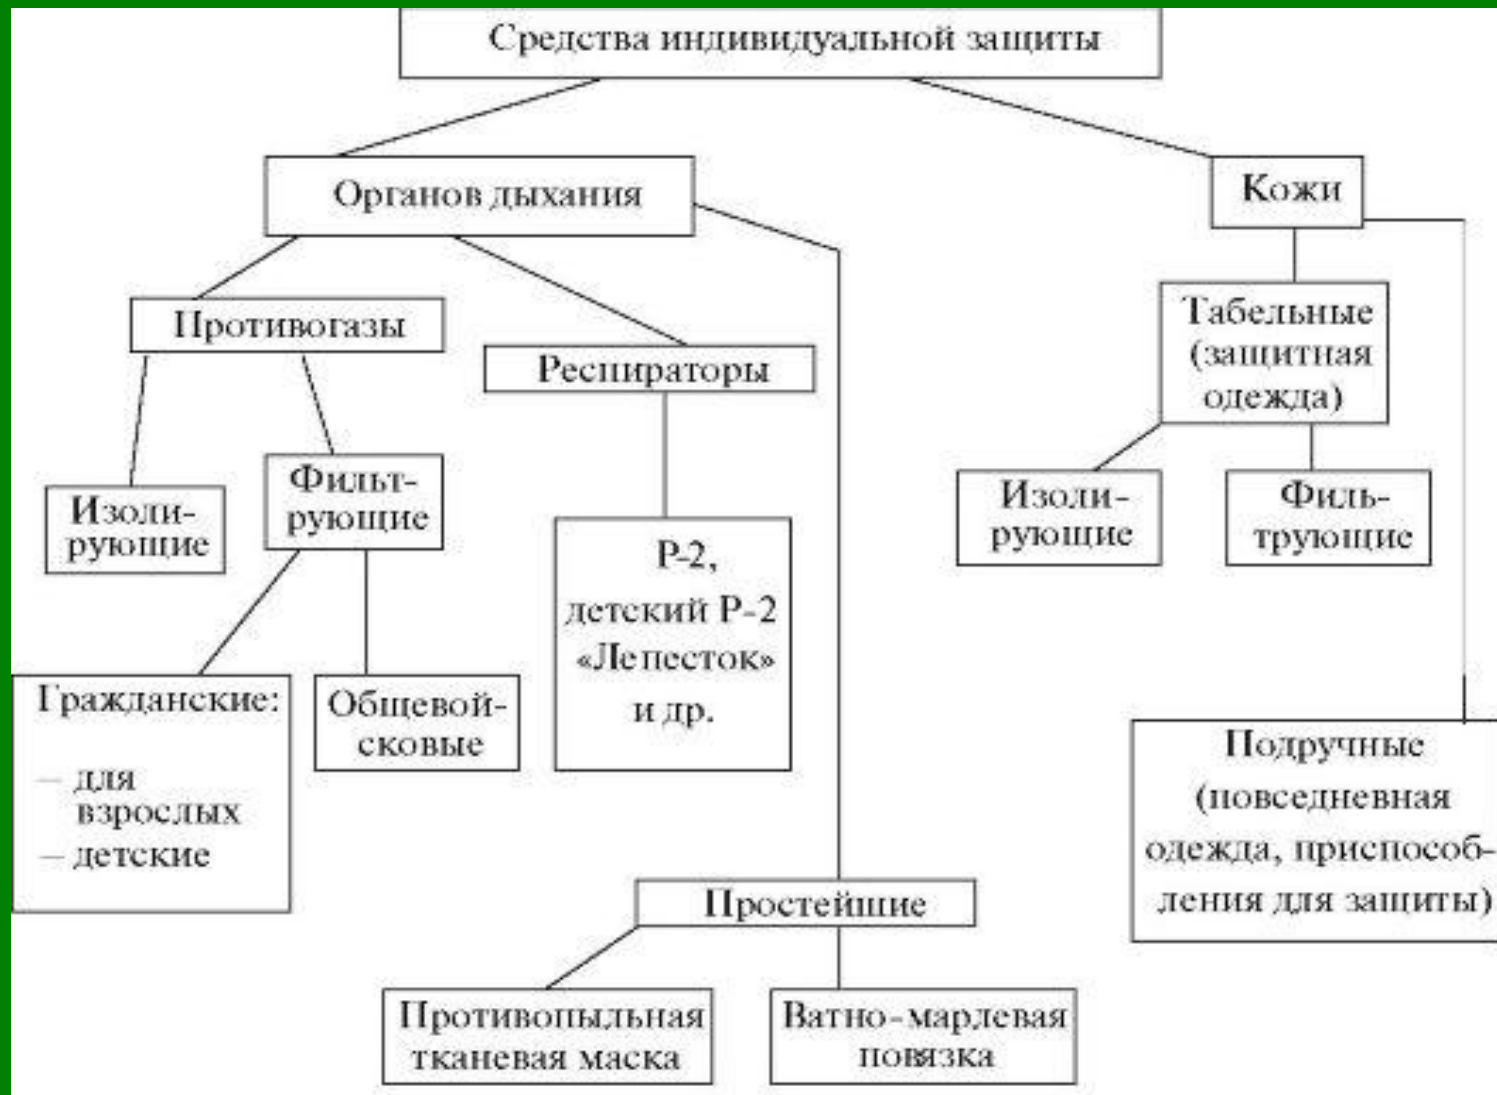 Средства индивидуальной защиты
Органов дыхания
Кожи
Противогазы
Респираторы
Табельные
(защитная
одежда)
Изоли-
рующие
Фильт-
рующие
Изоли-
рующие
Филь-
трующие
Р-2,
детский Р-2
«Лепесток»
и др.
Гражданские:
– для
взрослых
– детские
Общевой-
сковые
Подручные
(повседневная
одежда, приспособ-
ления для защиты)
Простейшие
Противопыльная
тканевая маска
Ватно-марлевая
повязка